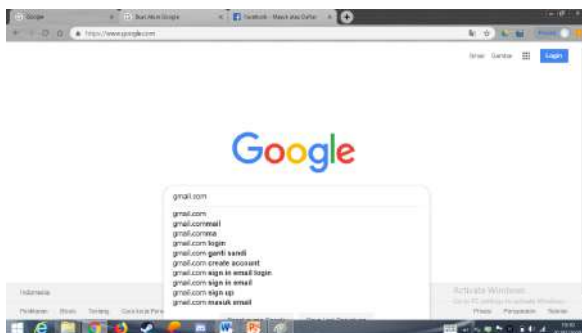 Google
Buat Akun Google
Facebook - Masuk atau Daftar
https://www.google.com
Gmail Gambar
Login
Google
gmail.com
gmail.com
gmail.commail
gmail.comma
gmail.com login
gmail.com ganti sandi
gmail.com create account
gmail.com sign in email login
gmail.com sign in email
gmail.com sign up
gmail.com masuk email
Indonesia
Activate Windows
Periklanan Bisnis Tentang
Privasi Persyaratan Setelan